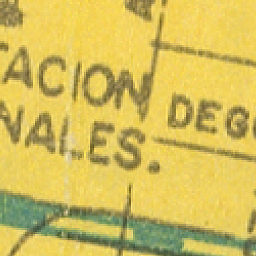 TACION
NALES.
DEG